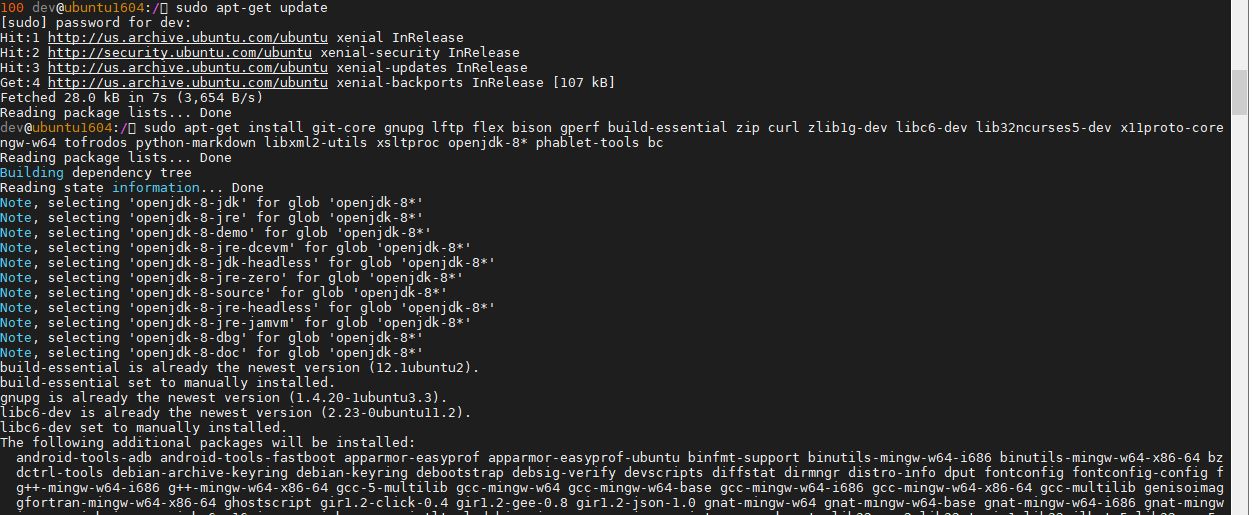 100 dev@ubuntu1604:/ sudo apt-get update
[sudo] password for dev:
Hit:1 http://us.archive.ubuntu.com/ubuntu xenial InRelease
Hit:2 http://security.ubuntu.com/ubuntu xenial-security InRelease
Hit:3 http://us.archive.ubuntu.com/ubuntu xenial-updates InRelease
Get:4 http://us.archive.ubuntu.com/ubuntu xenial-backports InRelease [107 kB]
Fetched 28.0 kB in 7s (3,654 B/s)
Reading package lists... Done
dev@ubuntu1604:/ sudo apt-get install git-core gnupg lftp flex bison gperf build-essential zip curl zlib1g-dev libc6-dev lib32ncurses5-dev x11proto-core
ngw-w64 tofrodos python-markdown libxml2-utils xsltproc openjdk-8* phablet-tools bc
Reading package lists... Done
Building dependency tree
Reading state information... Done
Note, selecting 'openjdk-8-jdk' for glob 'openjdk-8*'
Note, selecting 'openjdk-8-jre' for glob 'openjdk-8*'
Note, selecting 'openjdk-8-demo' for glob 'openjdk-8*'
Note, selecting 'openjdk-8-jre-dcevm' for glob 'openjdk-8*'
Note, selecting 'openjdk-8-jdk-headless' for glob 'openjdk-8*'
Note, selecting 'openjdk-8-jre-zero' for glob 'openjdk-8*'
Note, selecting 'openjdk-8-source' for glob 'openjdk-8*'
Note, selecting 'openjdk-8-jre-headless' for glob 'openjdk-8*'
Note, selecting 'openjdk-8-jre-jamvm' for glob 'openjdk-8*'
Note, selecting 'openjdk-8-dbg' for glob 'openjdk-8*'
Note, selecting 'openjdk-8-doc' for glob 'openjdk-8*'
build-essential is already the newest version (12.1ubuntu2).
build-essential set to manually installed.
gnupg is already the newest version (1.4.20-1ubuntu3.3).
libc6-dev is already the newest version (2.23-0ubuntu11.2).
libc6-dev set to manually installed.
The following additional packages will be installed:
android-tools-adb android-tools-fastboot apparmor-easyprof apparmor-easyprof-ubuntu binfmt-support binutils-mingw-w64-i686 binutils-mingw-w64-x86-64 bz
dctrl-tools debian-archive-keyring debian-keyring debootstrap debsig-verify devscripts diffstat dirmngr distro-info dput fontconfig fontconfig-config f
g++-mingw-w64-i686 g++-mingw-w64-x86-64 gcc-5-multilib gcc-mingw-w64 gcc-mingw-w64-base gcc-mingw-w64-i686 gcc-mingw-w64-x86-64 gcc-multilib genisoimag
gfortran-mingw-w64-x86-64 ghostscript gir1.2-click-0.4 gir1.2-gee-0.8 gir1.2-json-1.0 gnat-mingw-w64 gnat-mingw-w64-base gnat-mingw-w64-i686 gnat-mingw